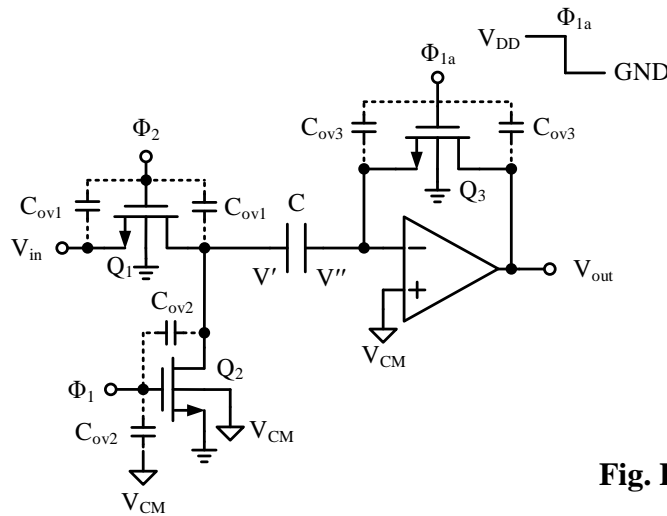 Φ1a
VDD
GND
Φ1a
Cov3
Cov3
Q3
Φ2
Cov1
Cov1
C
Vin
Q1
V'
V''
−
+
Vout
VCM
Cov2
Q2
Φ1
Cov2
VCM
VCM
Fig. I